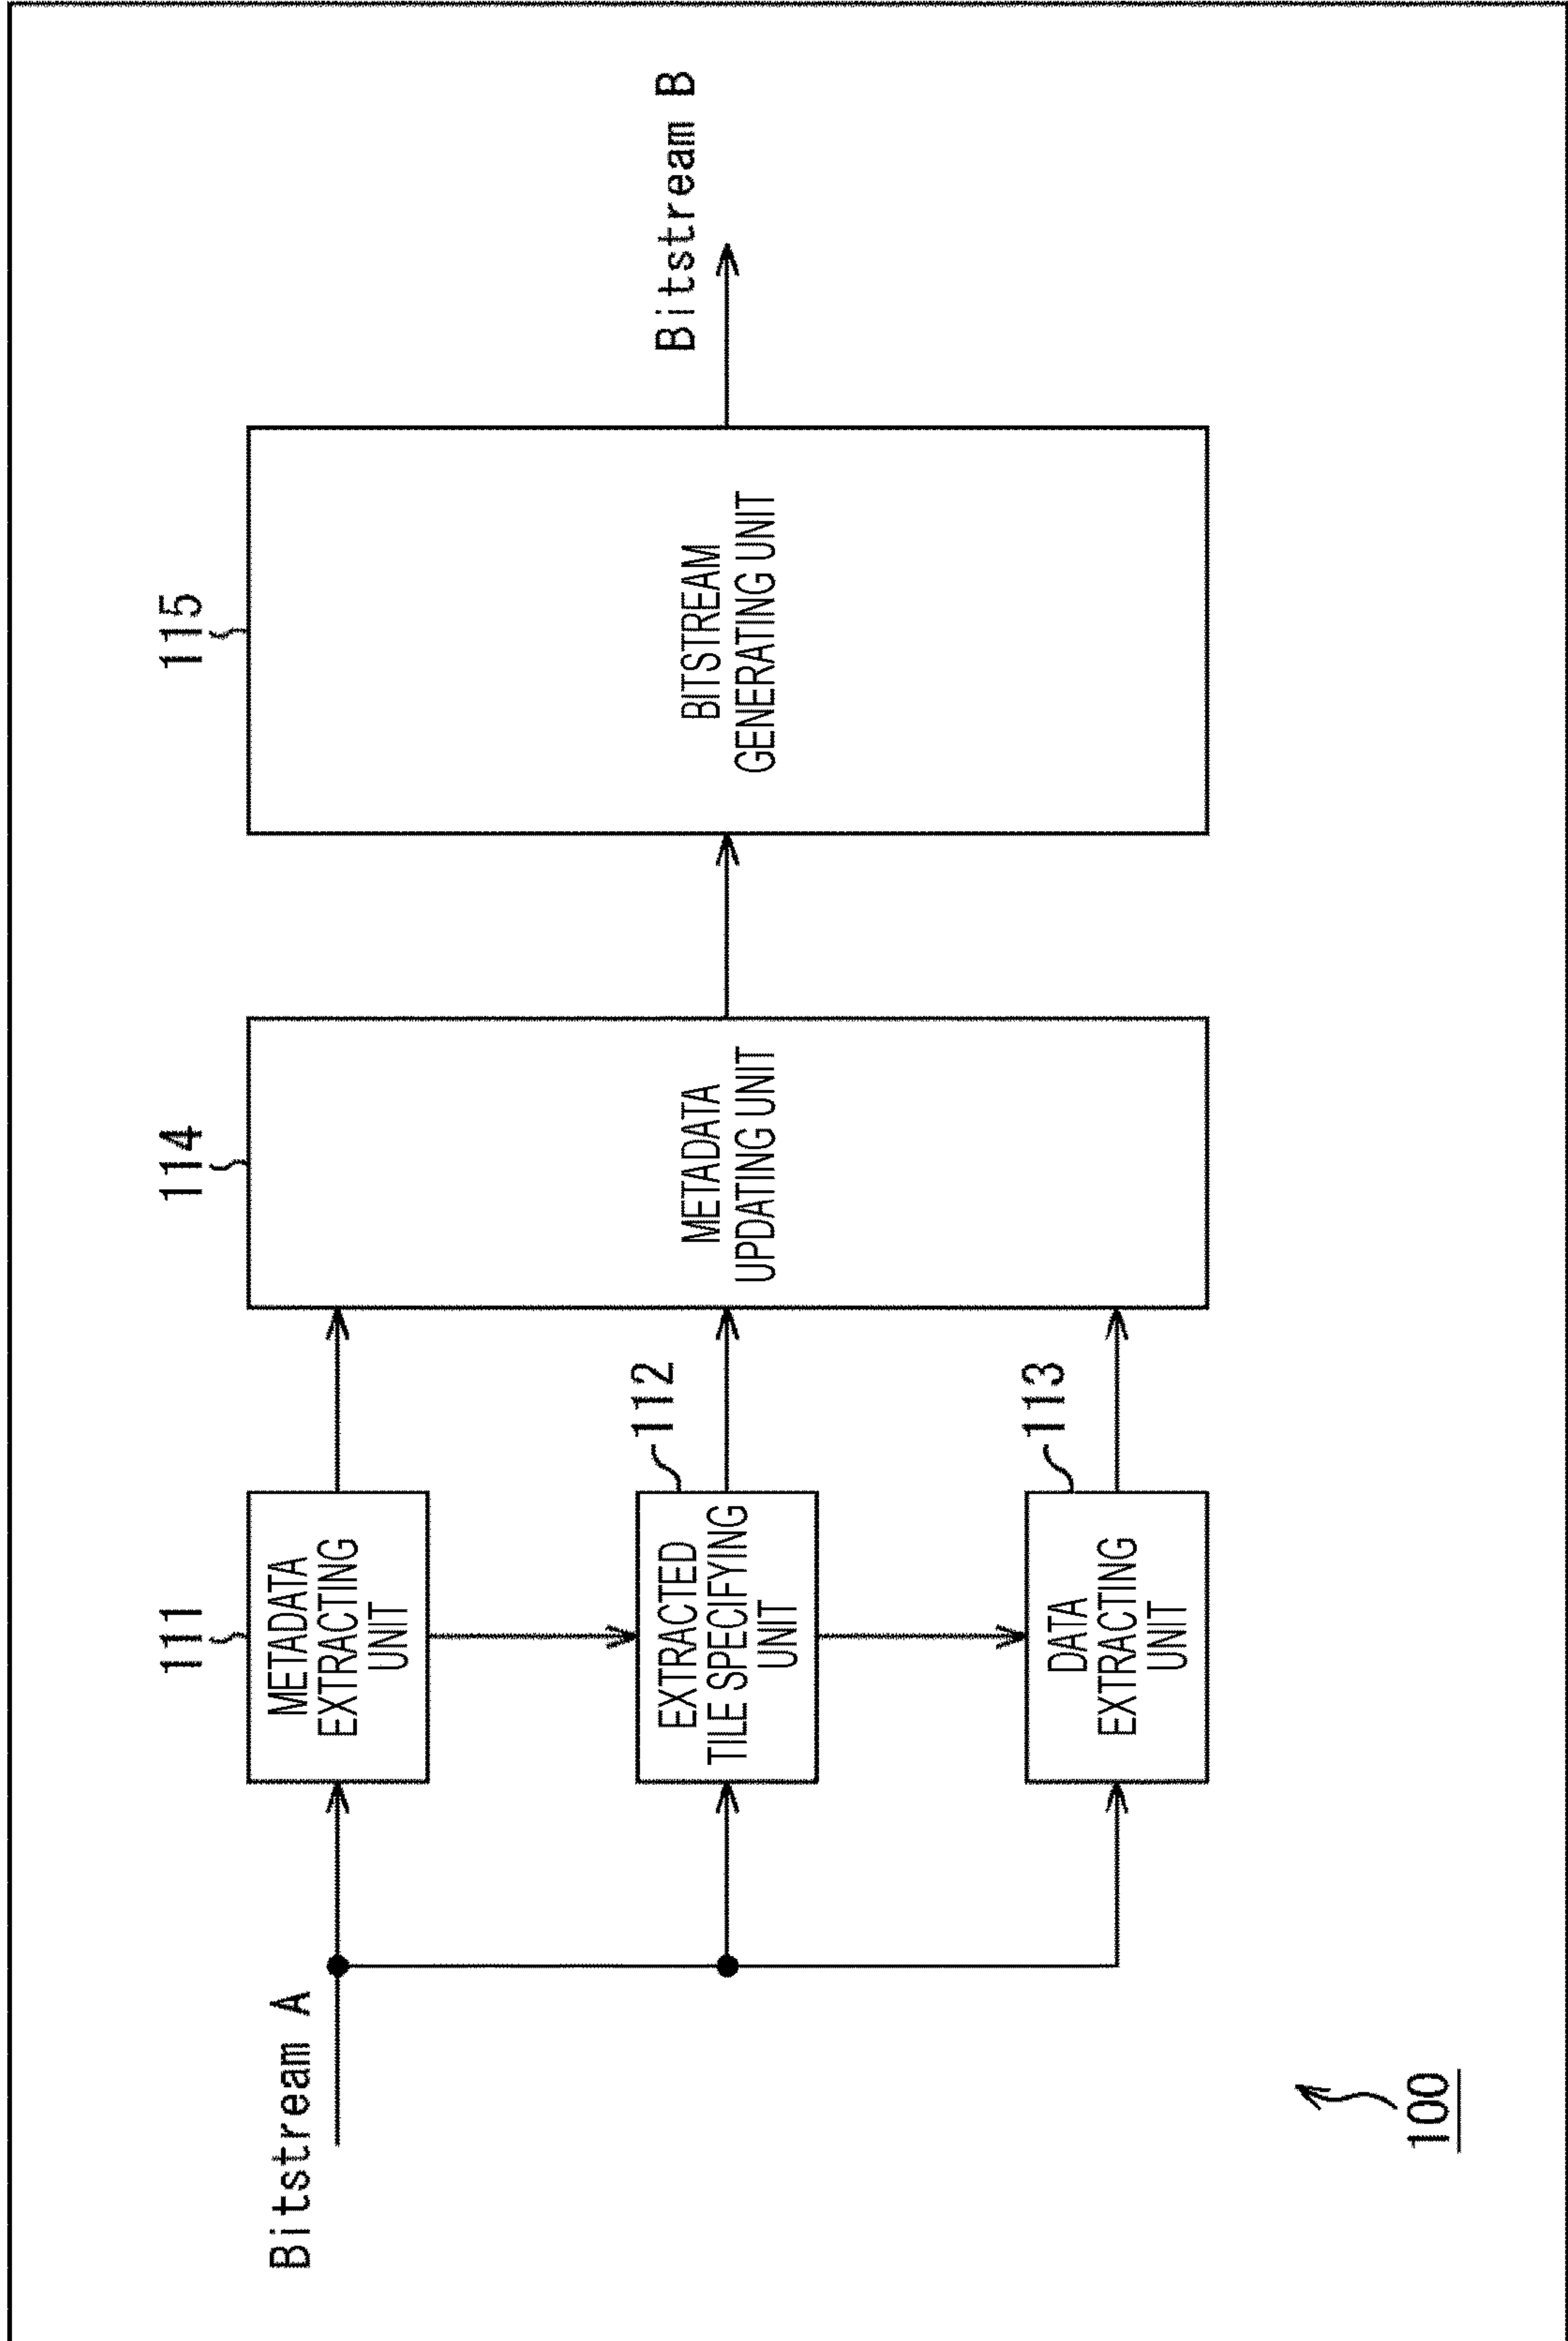 Bitstream A
111
METADATA
EXTRACTING
UNIT
112
EXTRACTED
TILE SPECIFYING
UNIT
113
DATA
EXTRACTING
UNIT
114
METADATA
UPDATING UNIT
115
BITSTREAM
GENERATING UNIT
Bitstream B
100